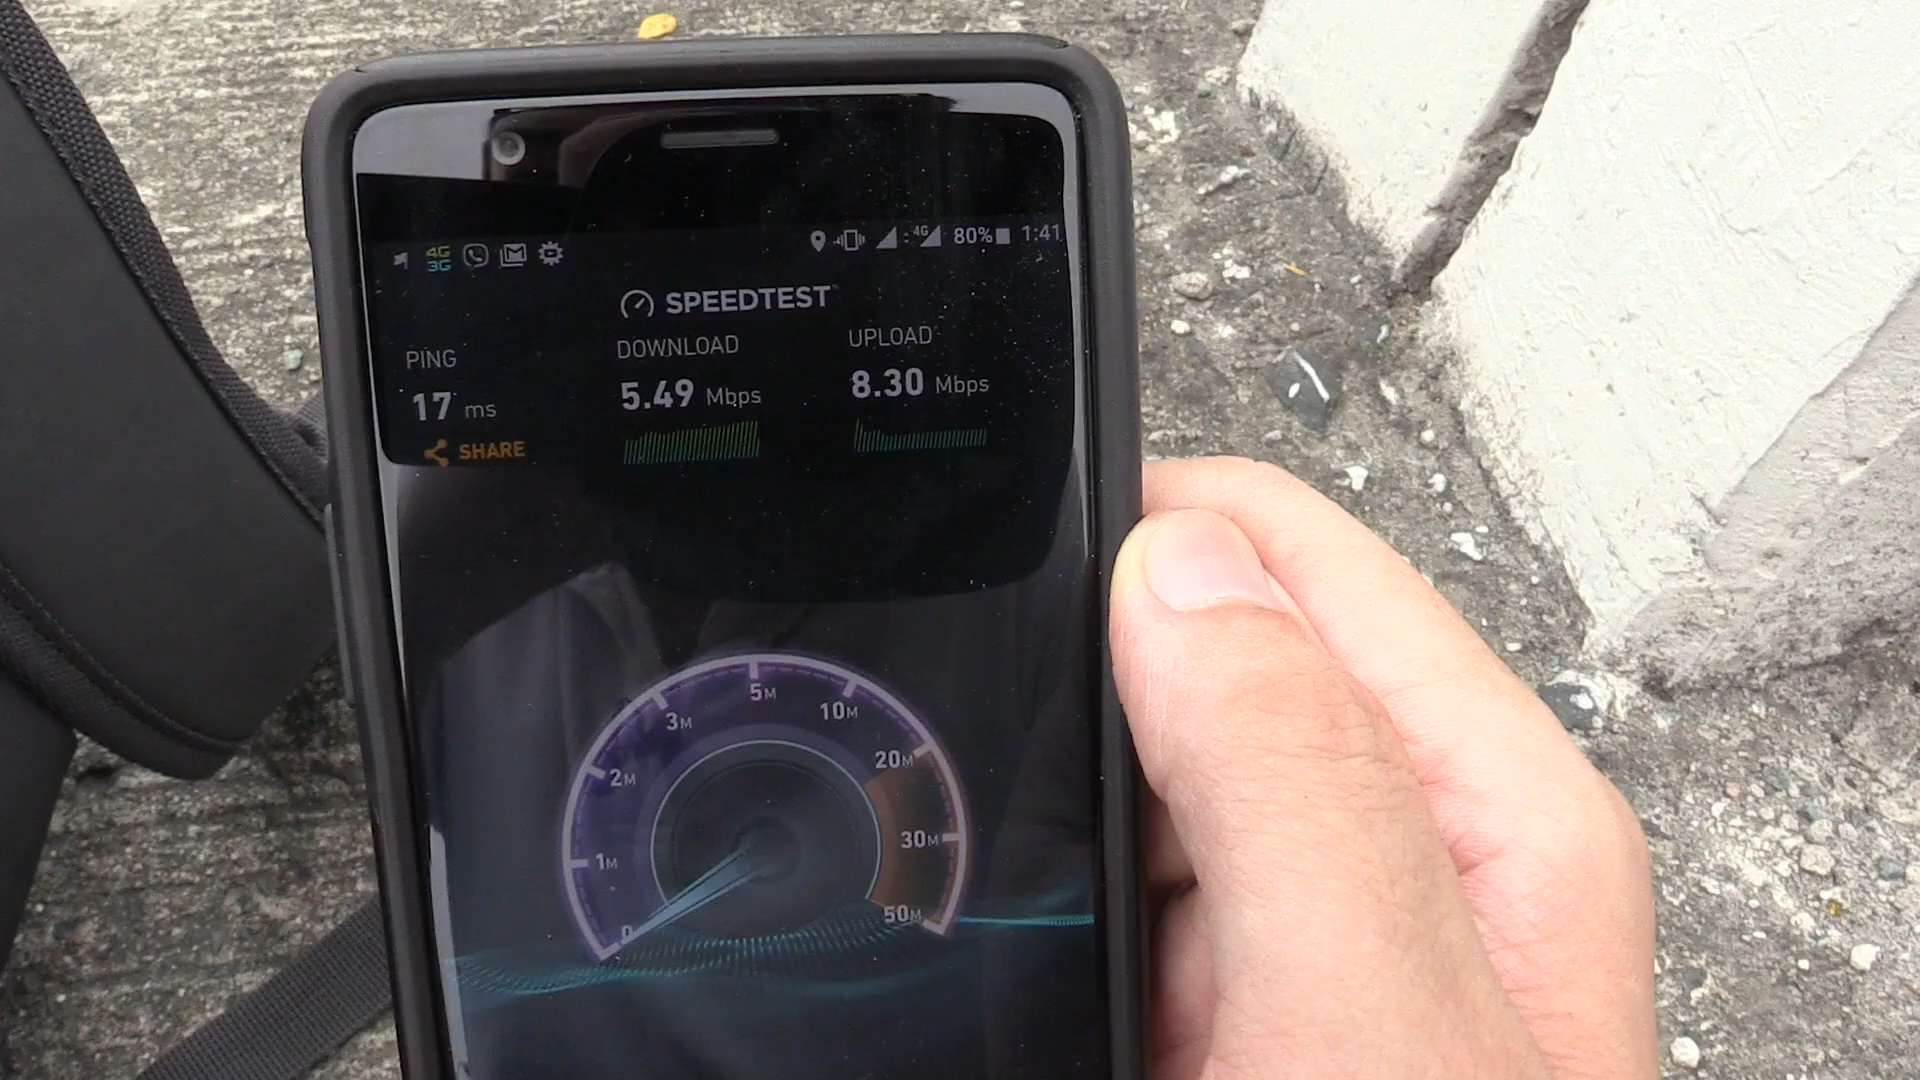 4G
3G
4G 80% 1:41
SPEEDTEST
PING
17 ms
SHARE
DOWNLOAD
5.49 Mbps
UPLOAD
8.30 Mbps
0
1M
2M
3M
5M
10M
20M
30M
50M